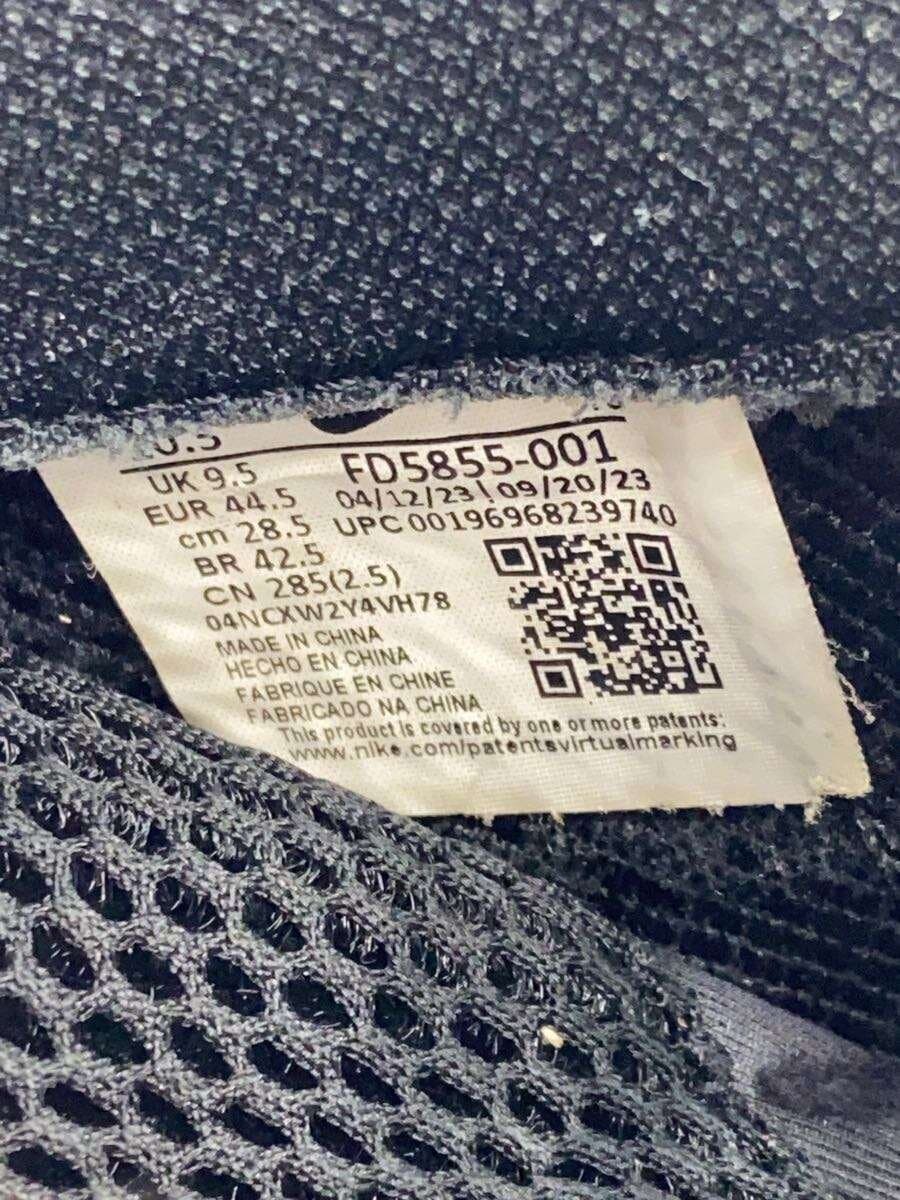 UK 9.5
EUR 44.5
cm 28.5
BR 42.5
CN 285(2.5)
04NCXW2Y4VH78
MADE IN CHINA
HECHO EN CHINA
FABRIQUE EN CHINE
FABRICADO NA CHINA
FD5855-001
04/12/23\09/20/23
UPC 00196968239740
This product is covered by one or more patents:
www.nike.com/patentsvirtualmarking